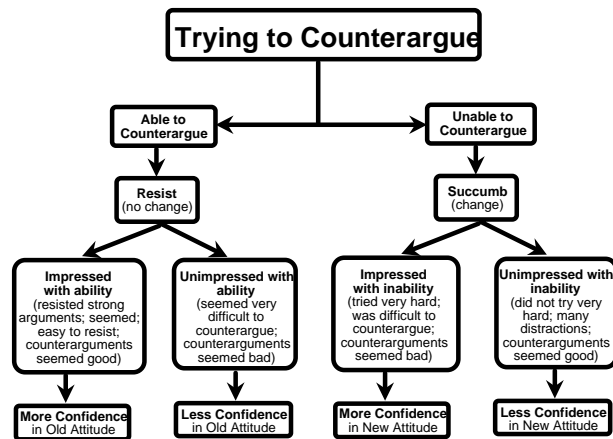 Trying to Counterargue
Able to
Counterargue
Unable to
Counterargue
Resist
(no change)
Succumb
(change)
Impressed
with ability
(resisted strong
arguments; seemed;
easy to resist;
counterarguments
seemed good)
Unimpressed with
ability
(seemed very
difficult to
counterargue;
counterarguments
seemed bad)
Impressed
with inability
(tried very hard;
was difficult to
counterargue;
counterarguments
seemed bad)
Unimpressed with
inability
(did not try very
hard; many
distractions;
counterarguments
seemed good)
More Confidence
in Old Attitude
Less Confidence
in Old Attitude
More Confidence
in New Attitude
Less Confidence
in New Attitude